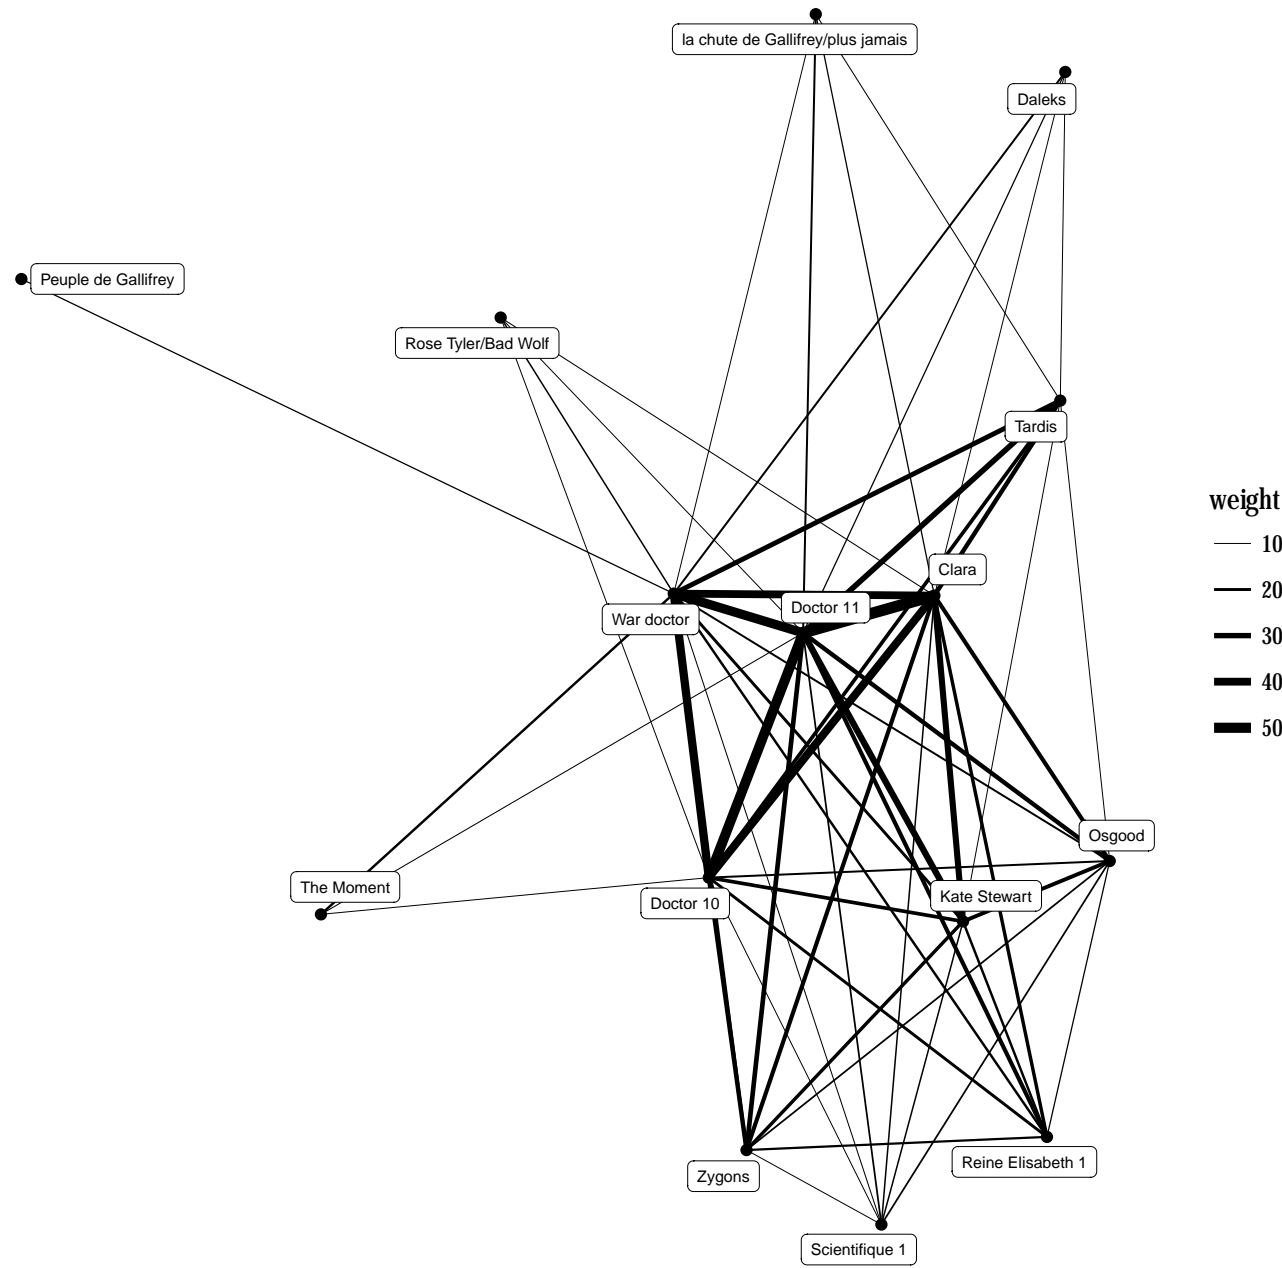 la chute de Gallifrey/plus jamais
Daleks
Peuple de Gallifrey
Rose Tyler/Bad Wolf
Tardis
weight
10
20
30
40
50
Clara
Doctor 11
War doctor
Osgood
The Moment
Kate Stewart
Doctor 10
Reine Elisabeth 1
Zygons
Scientifique 1